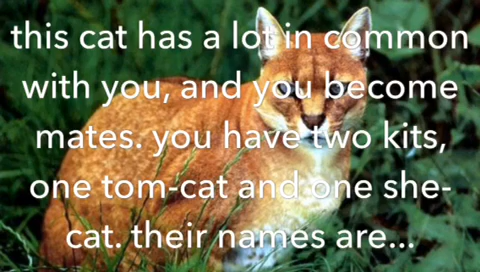 this cat has a lot in common
with you, and you become
mates. you have two kits,
one tom-cat and one she-
cat. their names are...